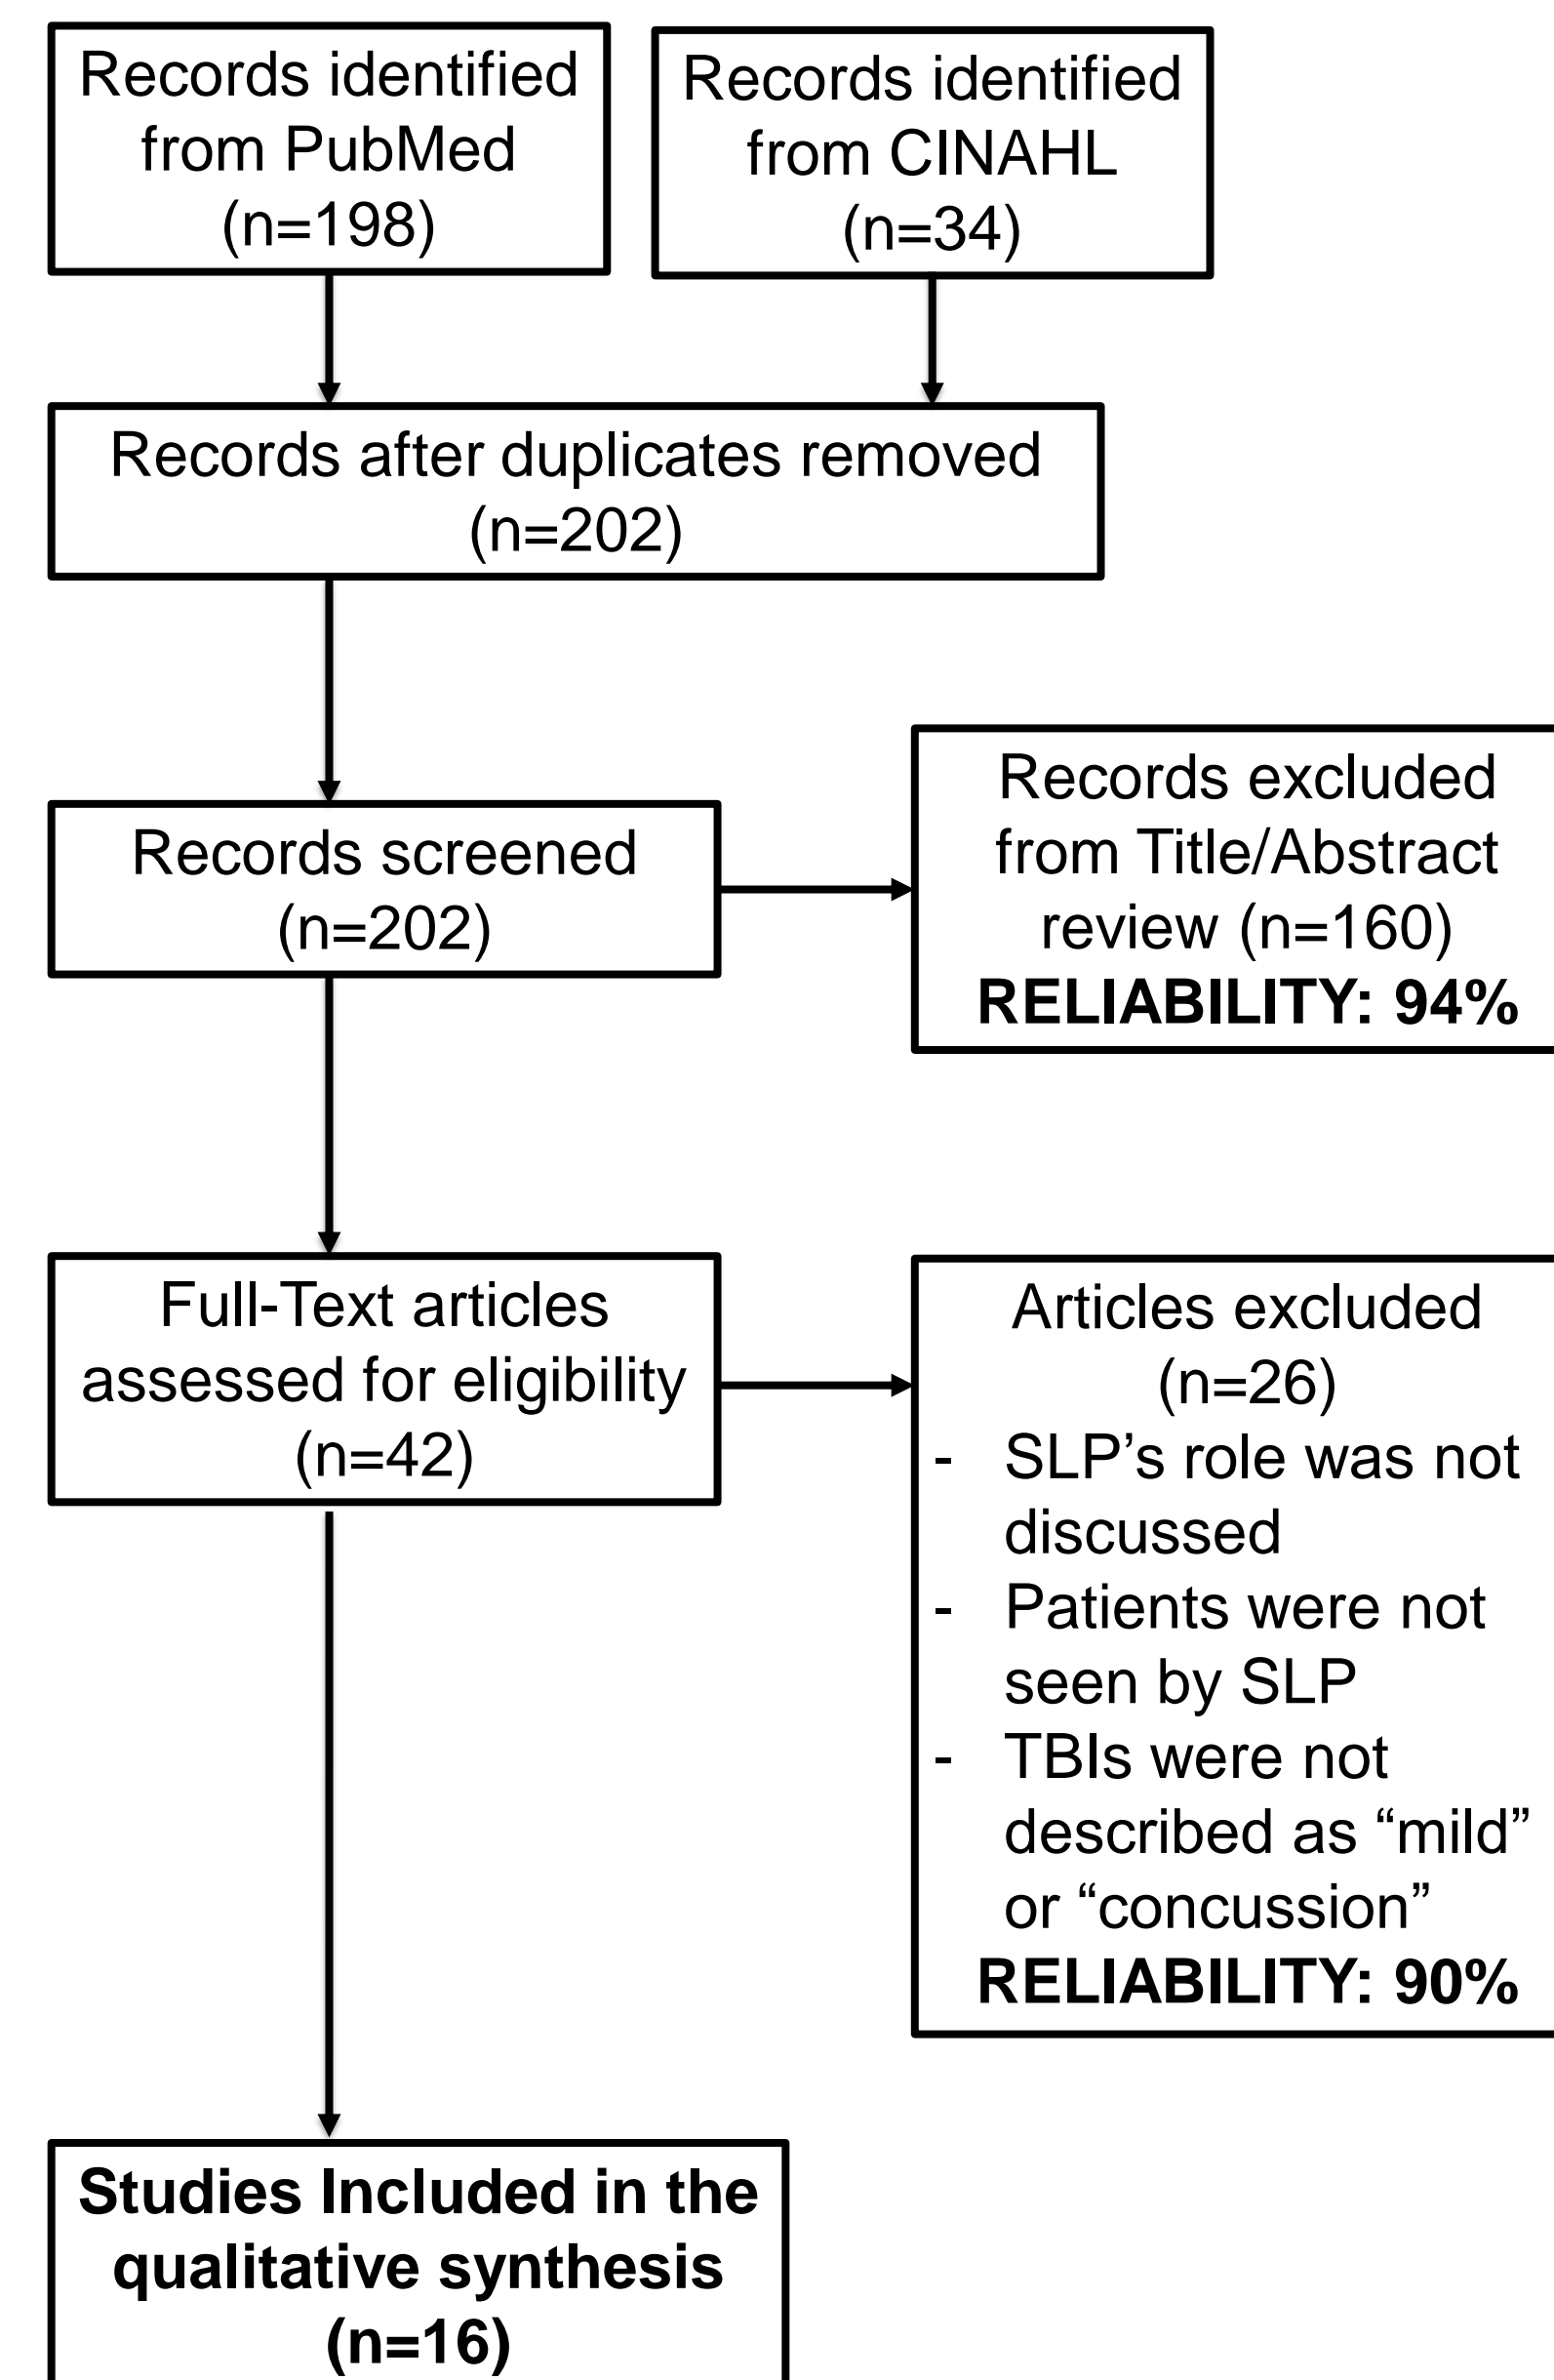 Records identified
from PubMed
(n=198)
Records identified
from CINAHL
(n=34)
Records after duplicates removed
(n=202)
Records screened
(n=202)
Records excluded
from Title/Abstract
review (n=160)
RELIABILITY: 94%
Full-Text articles
assessed for eligibility
(n=42)
Articles excluded
(n=26)
- SLP’s role was not
discussed
- Patients were not
seen by SLP
- TBIs were not
described as “mild”
or “concussion”
RELIABILITY: 90%
Studies Included in the
qualitative synthesis
(n=16)